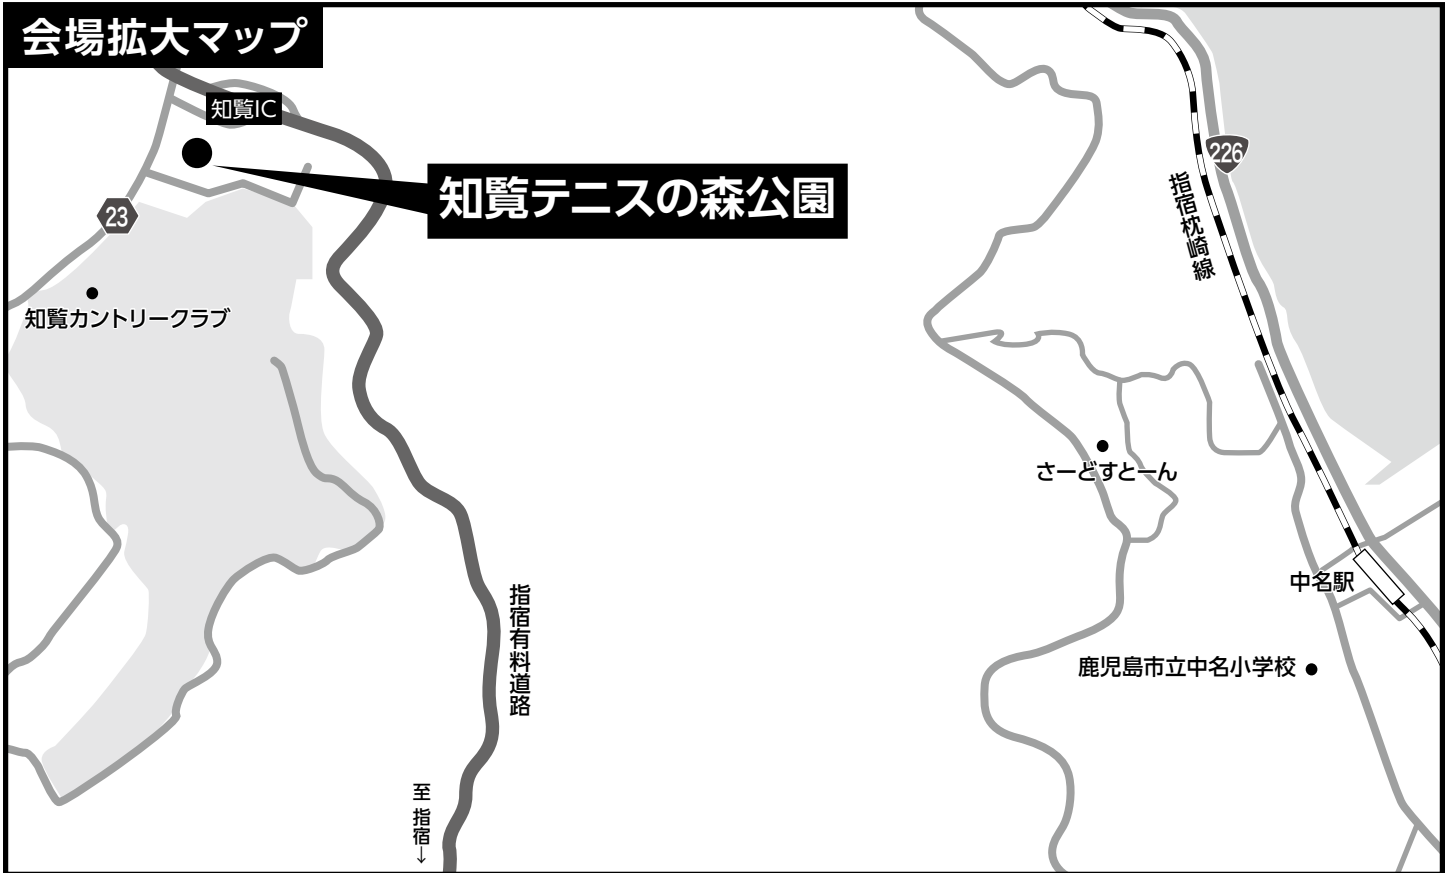 会場拡大マップ
知覧IC
知覧テニスの森公園
226
23
指宿枕崎線
知覧カントリークラブ
さーどすとーん
中名駅
指宿有料道路
鹿児島市立中名小学校
至 指宿→